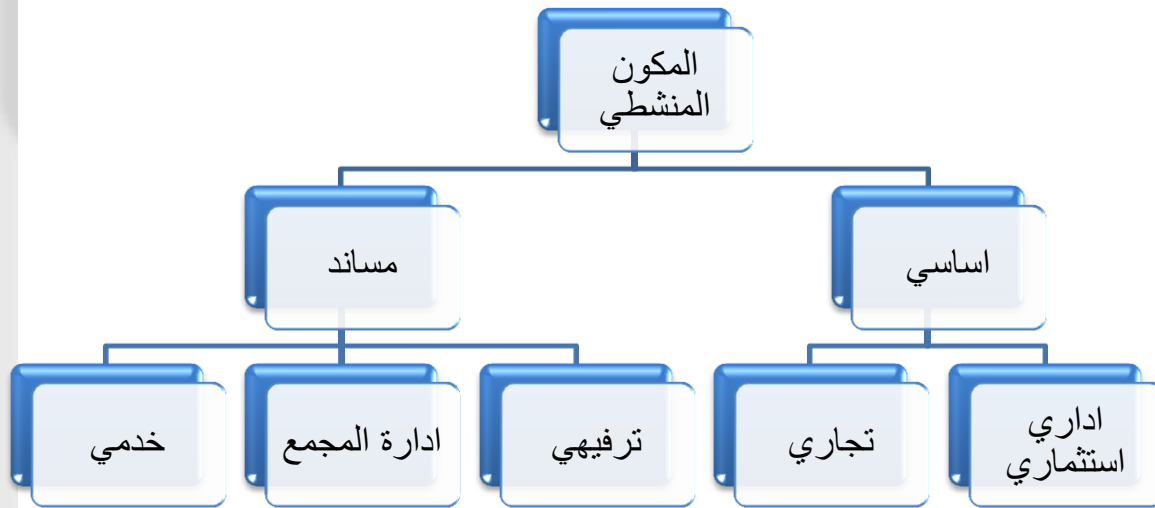 المكون
المنشطي
اساسي
مساند
اداري
استثماري
تجاري
ترفيهي
ادارة المجمع
خدمي